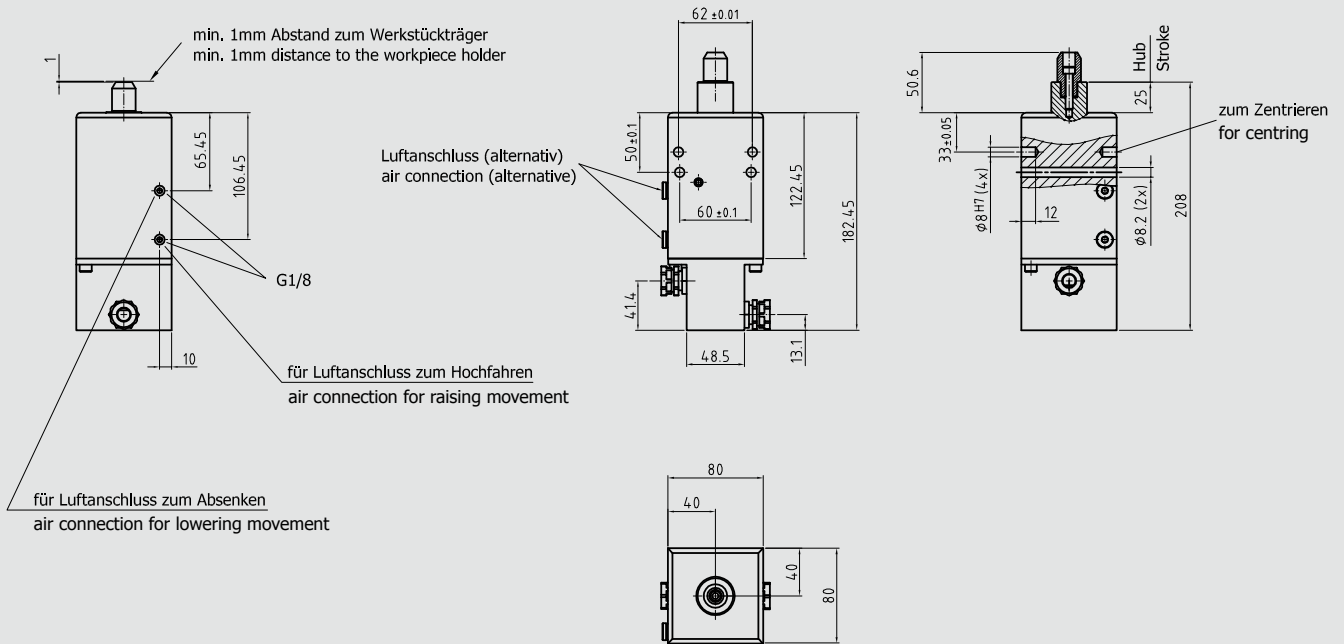 min. 1mm Abstand zum Werkstückträger
min. 1mm distance to the workpiece holder
1
65.45
106.45
G1/8
10
für Luftanschluss zum Hochfahren
air connection for raising movement
für Luftanschluss zum Absenken
air connection for lowering movement
62 ±0.01
50±0.1
Luftanschluss (alternativ)
air connection (alternative)
60 ±0.1
122.45
182.45
41.4
48.5
13.1
50.6
Hub
Stroke
25
33±0.05
zum Zentrieren
for centring
ϕ8H7 (4x)
12
ϕ8.2 (2x)
208
80
40
40
80